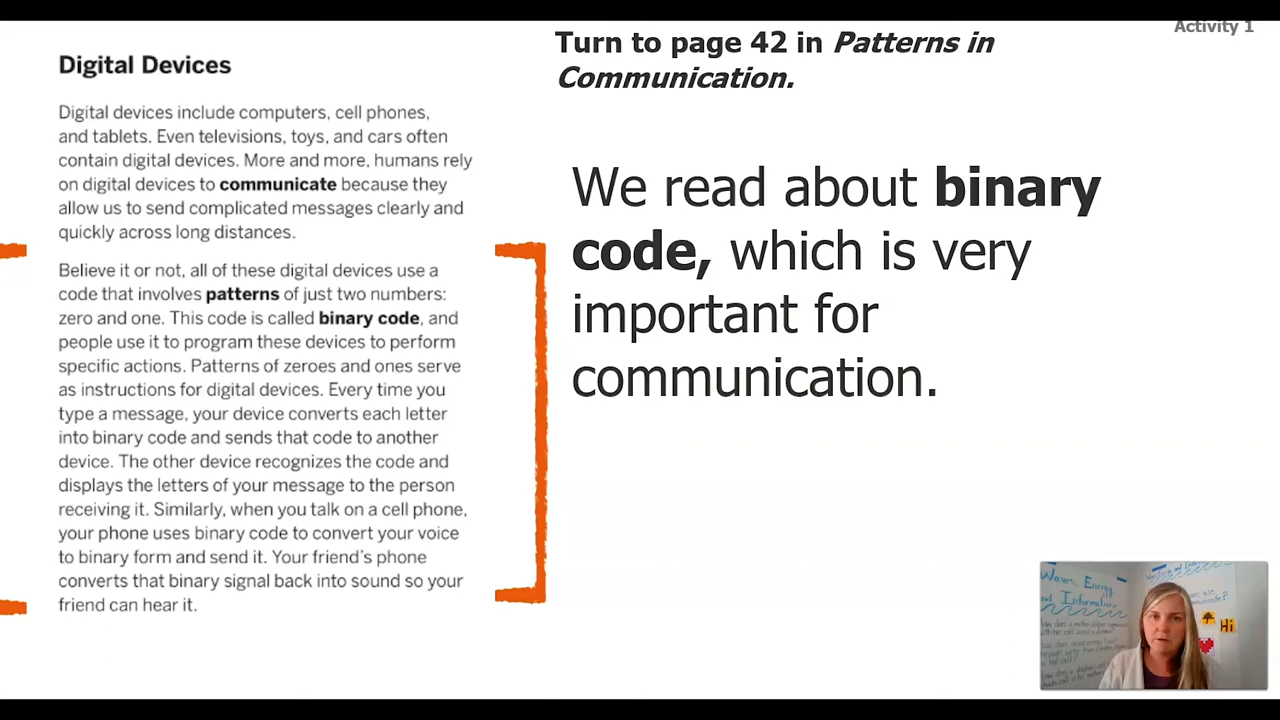 Activity 1
Digital Devices
Digital devices include computers, cell phones,
and tablets. Even televisions, toys, and cars often
contain digital devices. More and more, humans rely
on digital devices to communicate because they
allow us to send complicated messages clearly and
quickly across long distances.
Believe it or not, all of these digital devices use a
code that involves patterns of just two numbers:
zero and one. This code is called binary code, and
people use it to program these devices to perform
specific actions. Patterns of zeroes and ones serve
as instructions for digital devices. Every time you
type a message, your device converts each letter
into binary code and sends that code to another
device. The other device recognizes the code and
displays the letters of your message to the person
receiving it. Similarly, when you talk on a cell phone,
your phone uses binary code to convert your voice
to binary form and send it. Your friend's phone
converts that binary signal back into sound so your
friend can hear it.
Turn to page 42 in Patterns in
Communication.
We read about binary
code, which is very
important for
communication.
Waves, Energy
and Information
Hi